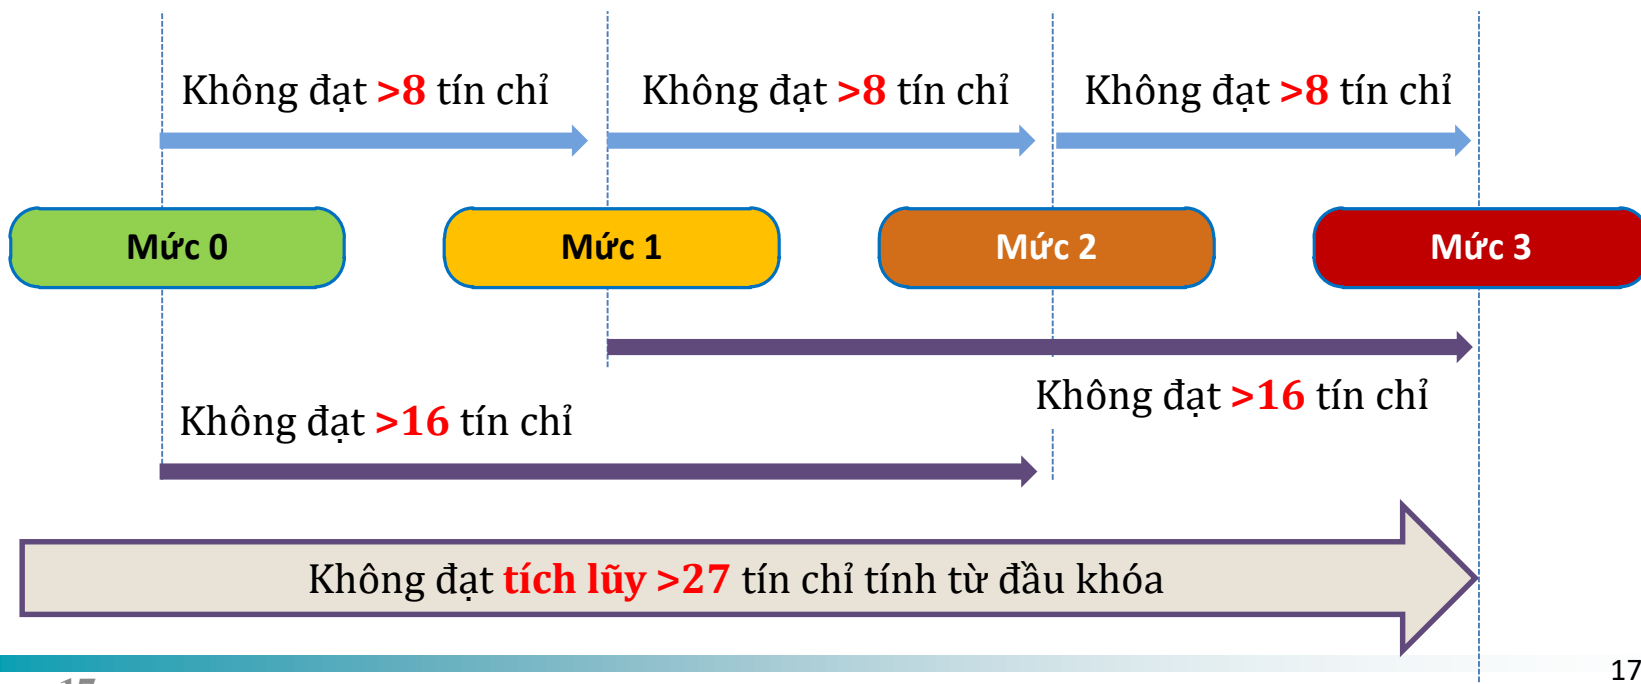 Không đạt >8 tín chỉ
Không đạt >8 tín chỉ
Không đạt >8 tín chỉ
Mức 0
Mức 1
Mức 2
Mức 3
Không đạt >16 tín chỉ
Không đạt >16 tín chỉ
Không đạt tích lũy >27 tín chỉ tính từ đầu khóa
17
17